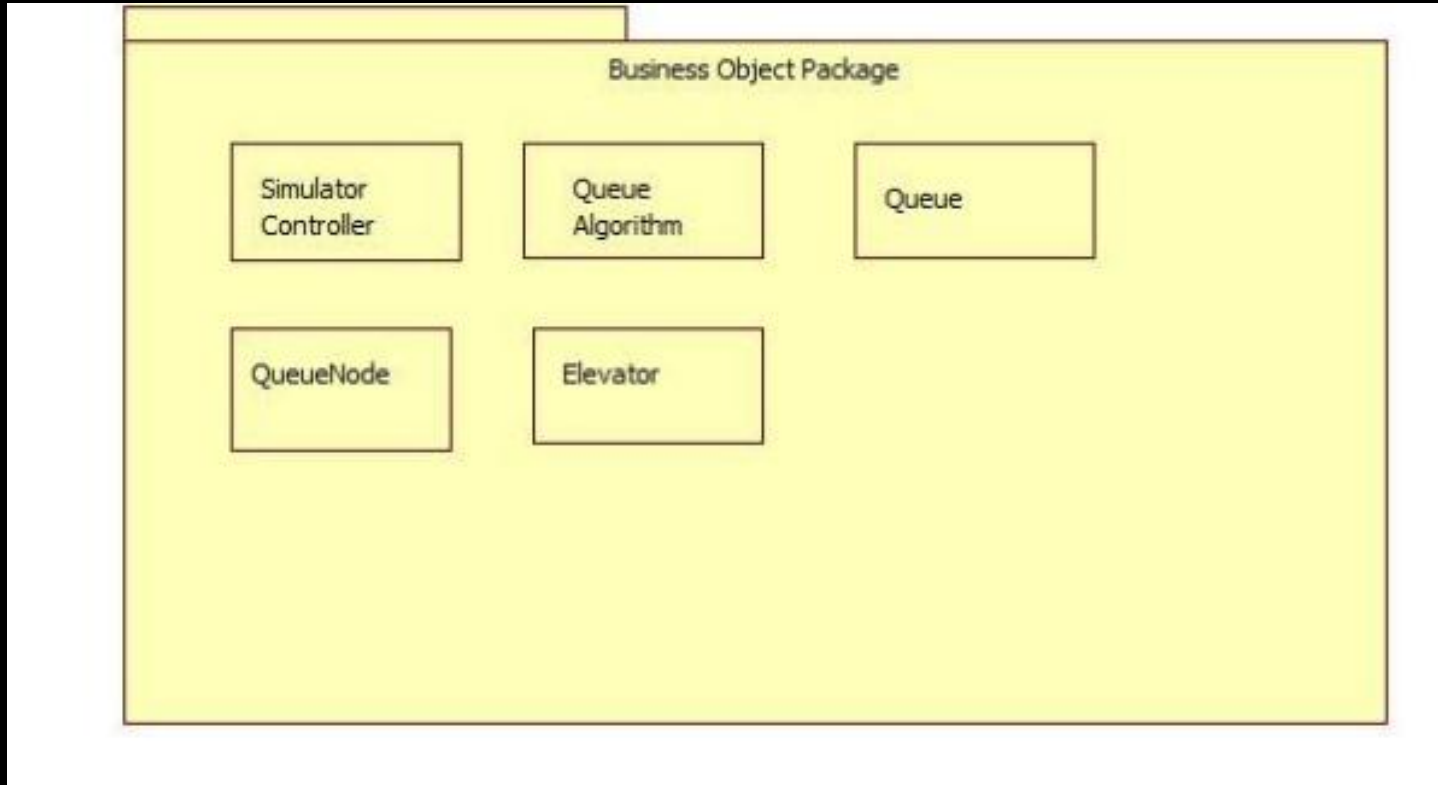 Business Object Package
Simulator
Controller
Queue
Algorithm
Queue
QueueNode
Elevator